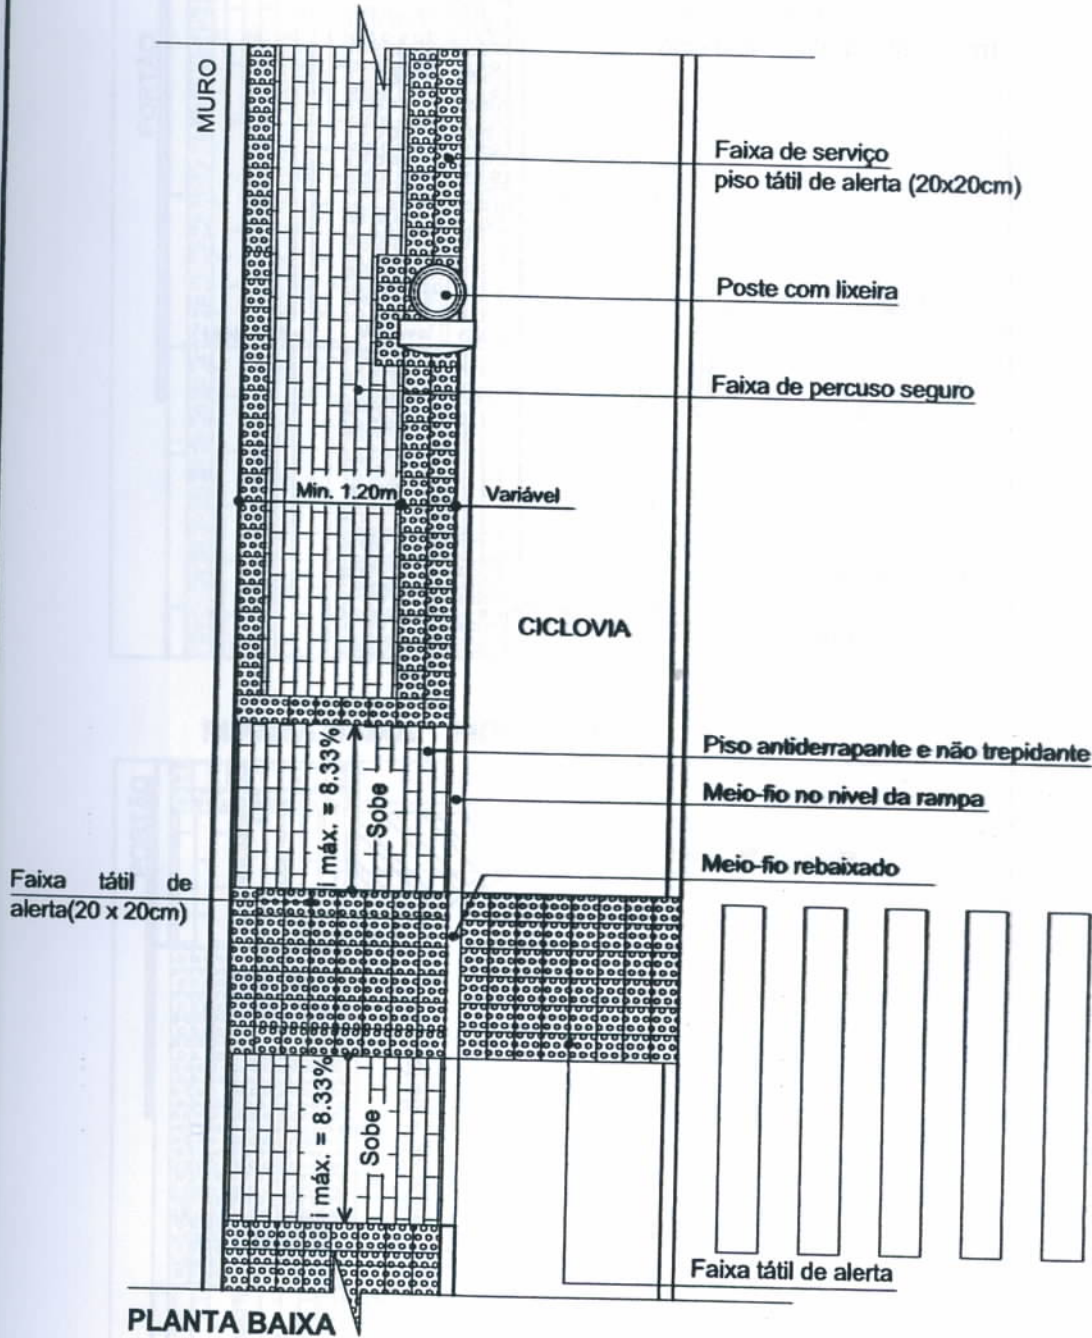 MURO
Faixa de serviço
piso tátil de alerta (20x20cm)
Poste com lixeira
Faixa de percuso seguro
Min. 1.20m
Variável
CICLOVIA
Piso antiderrapante e não trepidante
i máx. = 8.33%
Sobe
Meio-fio no nivel da rampa
Meio-fio rebaixado
Faixa tátil de
alerta(20 x 20cm)
i máx. = 8.33%
Sobe
Faixa tátil de alerta
PLANTA BAIXA